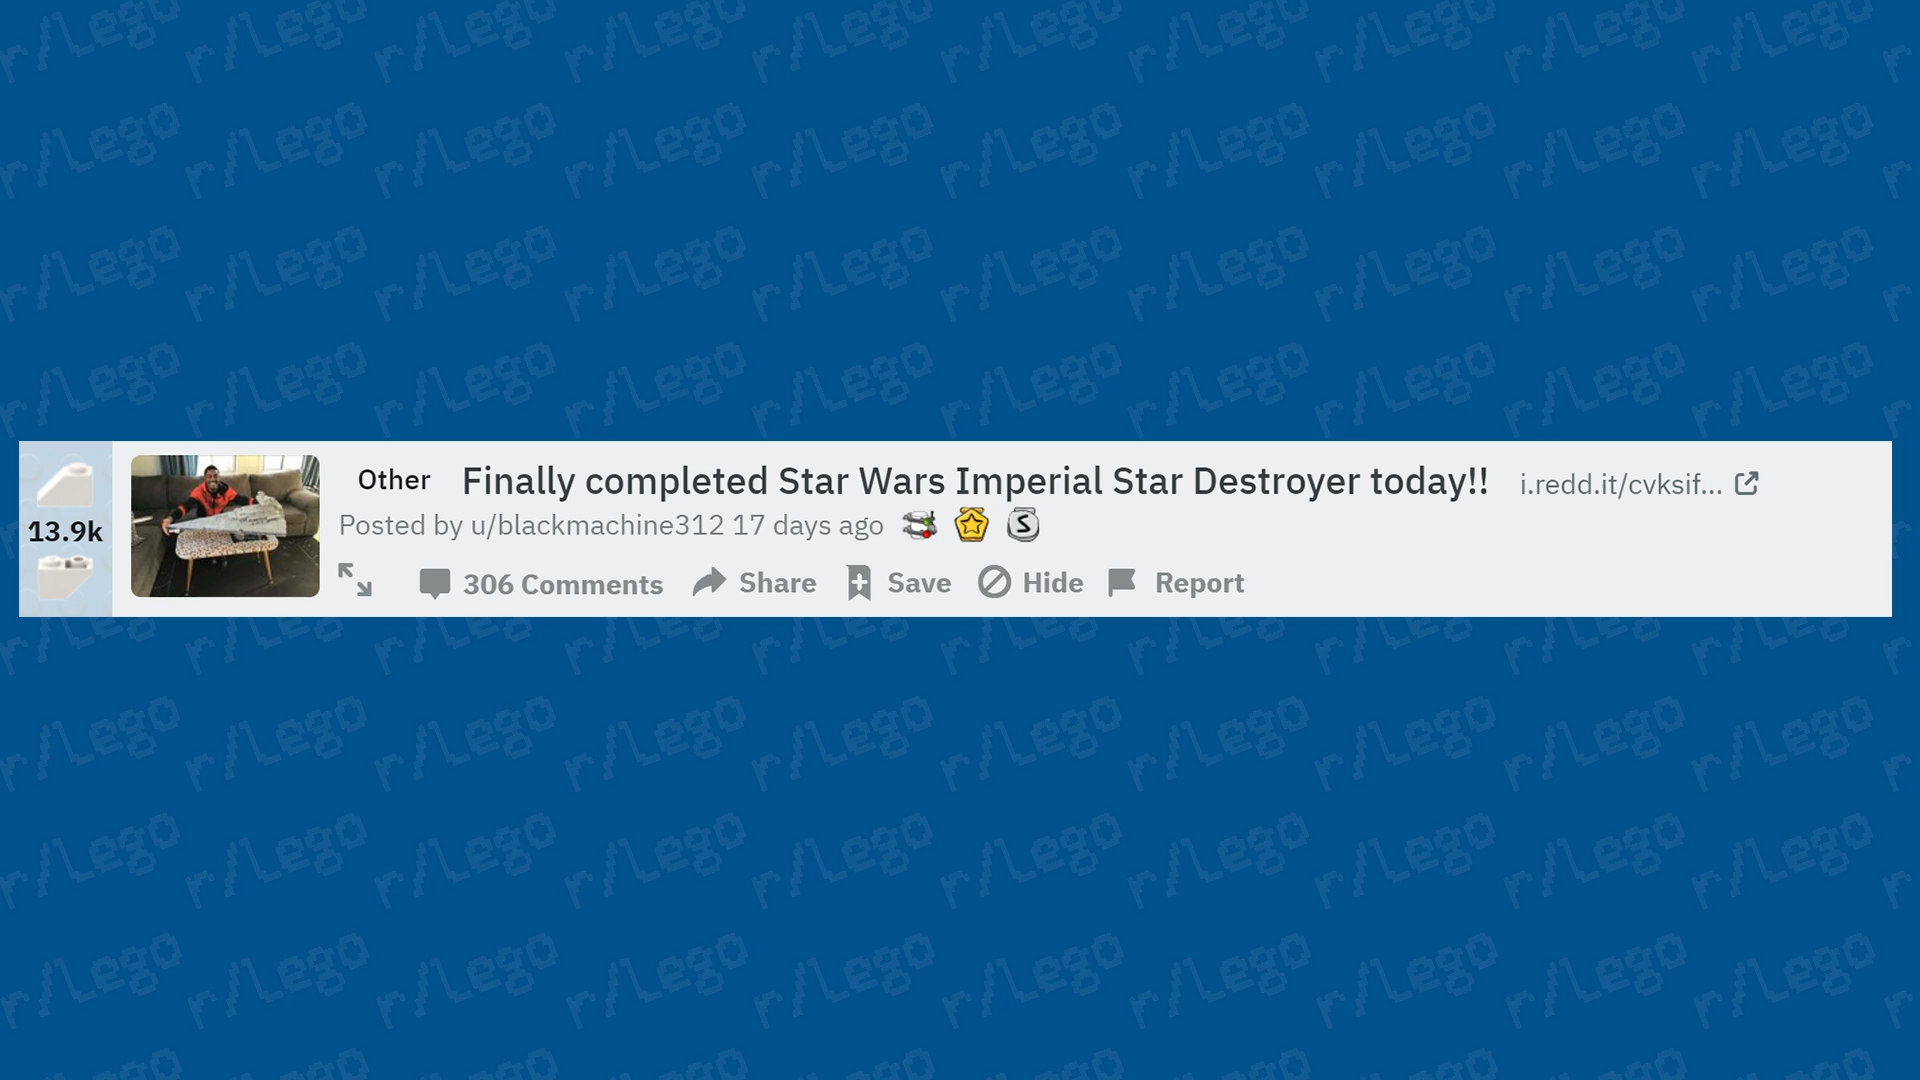 Other Finally completed Star Wars Imperial Star Destroyer today!! i.redd.it/cvksif...
13.9k
Posted by u/blackmachine312 17 days ago S
306 Comments Share Save Hide Report
r/Lego